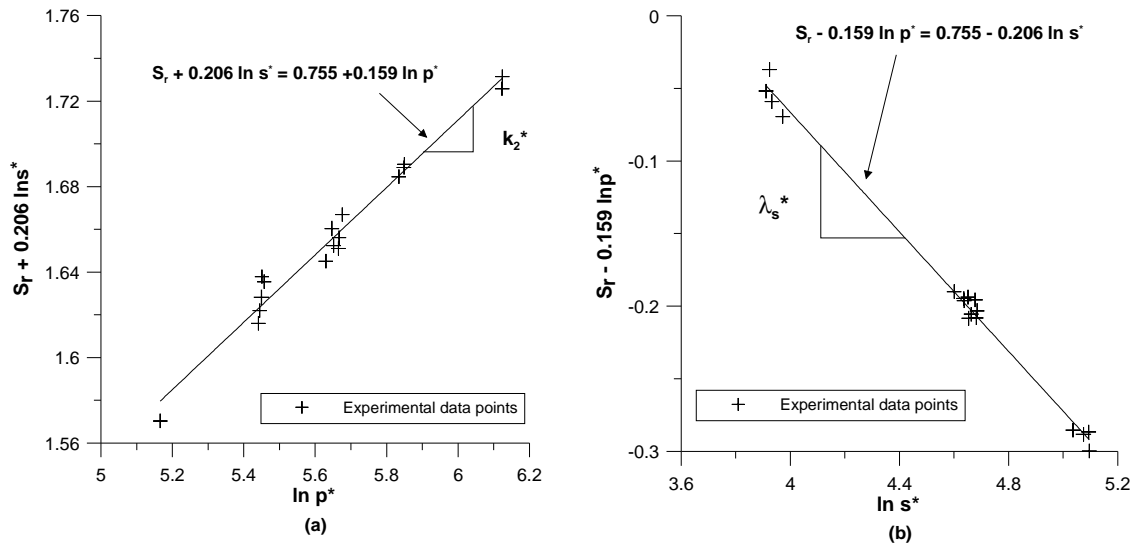 1.76
1.72
1.68
1.64
1.6
1.56
5
5.2
5.4
5.6
5.8
6
6.2
S_r + 0.206 lns*
ln p*
S_r + 0.206 ln s* = 0.755 +0.159 ln p*
k_2*
Experimental data points
(a)
0
-0.1
-0.2
-0.3
3.6
4
4.4
4.8
5.2
S_r - 0.159 lnp*
ln s*
S_r - 0.159 ln p* = 0.755 - 0.206 ln s*
λ_s*
Experimental data points
(b)